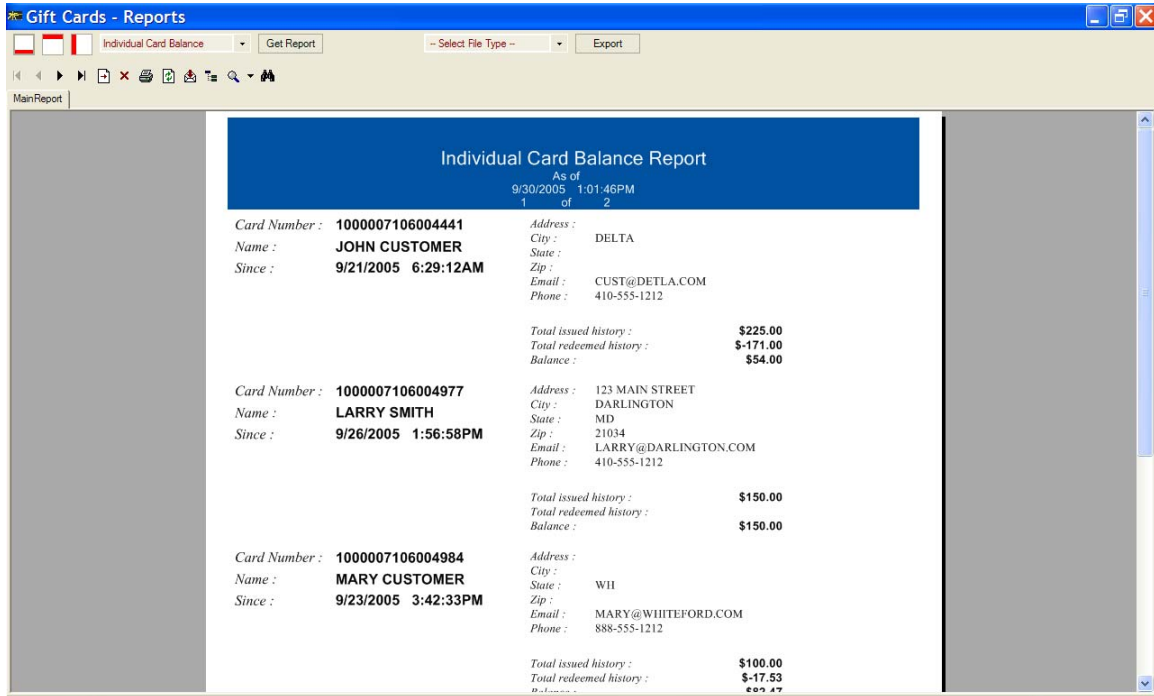 Gift Cards - Reports
Individual Card Balance Get Report -- Select File Type -- Export
MainReport
Individual Card Balance Report
As of
9/30/2005 1:01:46PM
1 of 2
Card Number : 1000007106004441
Name : JOHN CUSTOMER
Since : 9/21/2005 6:29:12AM
Address :
City : DELTA
State :
Zip :
Email : CUST@DETLA.COM
Phone : 410-555-1212
Total issued history : $225.00
Total redeemed history : $-171.00
Balance : $54.00
Card Number : 1000007106004977
Name : LARRY SMITH
Since : 9/26/2005 1:56:58PM
Address : 123 MAIN STREET
City : DARLINGTON
State : MD
Zip : 21034
Email : LARRY@DARLINGTON.COM
Phone : 410-555-1212
Total issued history : $150.00
Total redeemed history :
Balance : $150.00
Card Number : 1000007106004984
Name : MARY CUSTOMER
Since : 9/23/2005 3:42:33PM
Address :
City :
State : WH
Zip :
Email : MARY@WHITEFORD.COM
Phone : 888-555-1212
Total issued history : $100.00
Total redeemed history : $-17.53
Balance : $82.47